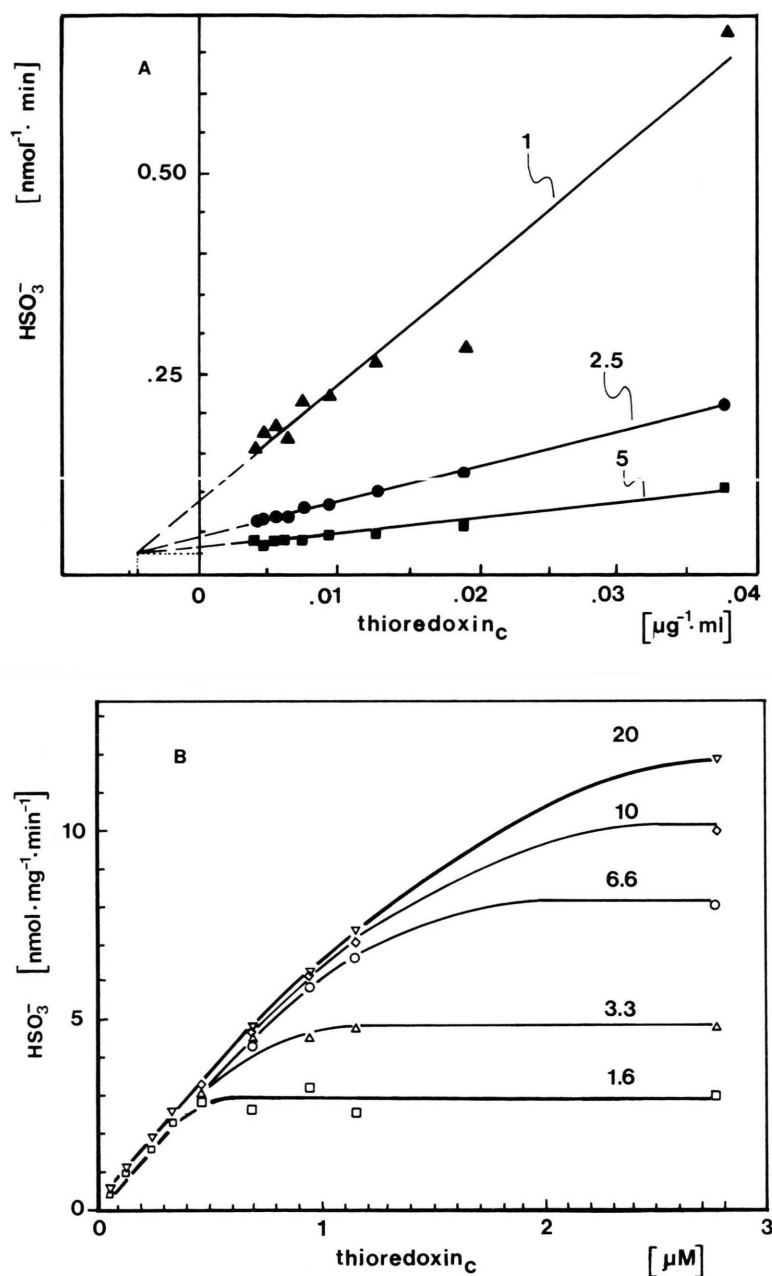 A
HSO₃⁻ [nmol⁻¹· min)
1
0.50
2.5
.25
5
0 .01 .02 .03 .04
thioredoxin_c [µg⁻¹·ml]
B
HSO₃⁻ [nmol·mg⁻¹·min⁻¹]
20
10
10
6.6
5
3.3
1.6
0
0 1 2 3
thioredoxin_c [µM]